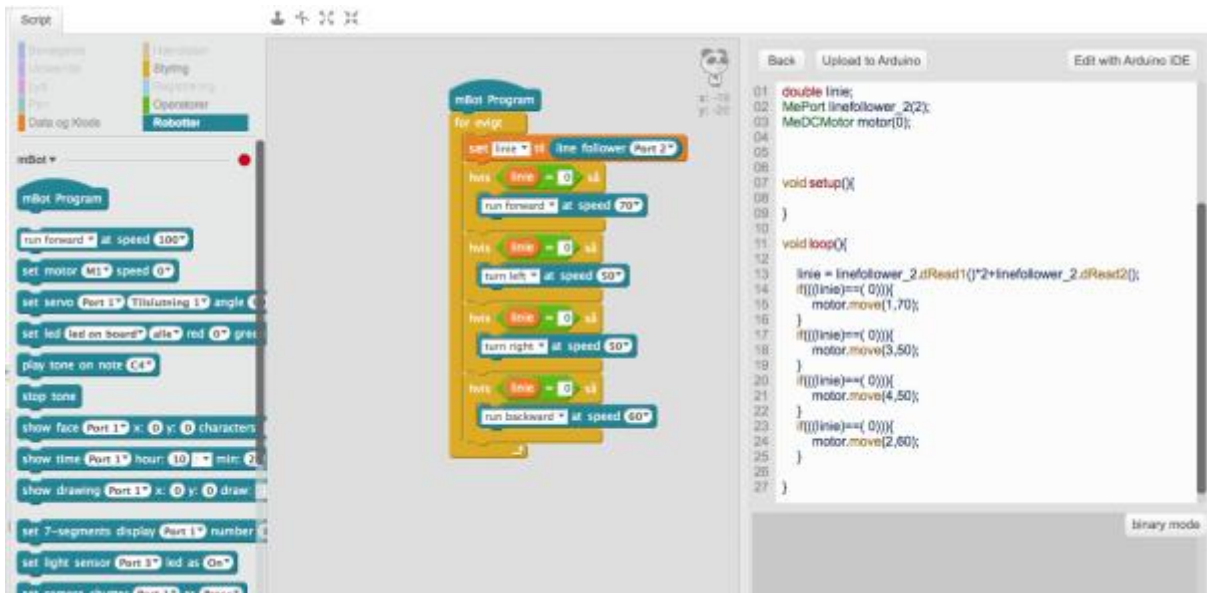 Script
Styring
Operatorer
Data og Klode
Robotter
mBot
mBot Program
run forward at speed 100
set motor M1 speed 0
set servo Port 1 Tilslutning 1 angle
set led led on board alle red 0 gree
play tone on note C4
stop tone
show face Port 1 x: 0 y: 0 characters
show time Port 1 hour: 10 : min: 2
show drawing Port 1 x: 0 y: 0 draw:
set 7-segments display Port 1 number
set light sensor Port 3 led as On
mBot Program
for evigt
sæt linie til line follower Port 2
hvis linie = 0 så
run forward at speed 70
hvis linie = 0 så
turn left at speed 50
hvis linie = 0 så
turn right at speed 50
hvis linie = 0 så
run backward at speed 60
Back Upload to Arduino Edit with Arduino IDE
01 double linie;
02 MePort linefollower_2(2);
03 MeDCMotor motor(0);
04
05
06
07 void setup(){
08
09 }
10
11 void loop(){
12
13 linie = linefollower_2.dRead1()*2+linefollower_2.dRead2();
14 if(((linie)==( 0))){
15 motor.move(1,70);
16 }
17 if(((linie)==( 0))){
18 motor.move(3,50);
19 }
20 if(((linie)==( 0))){
21 motor.move(4,50);
22 }
23 if(((linie)==( 0))){
24 motor.move(2,60);
25 }
26
27 }
binary mode